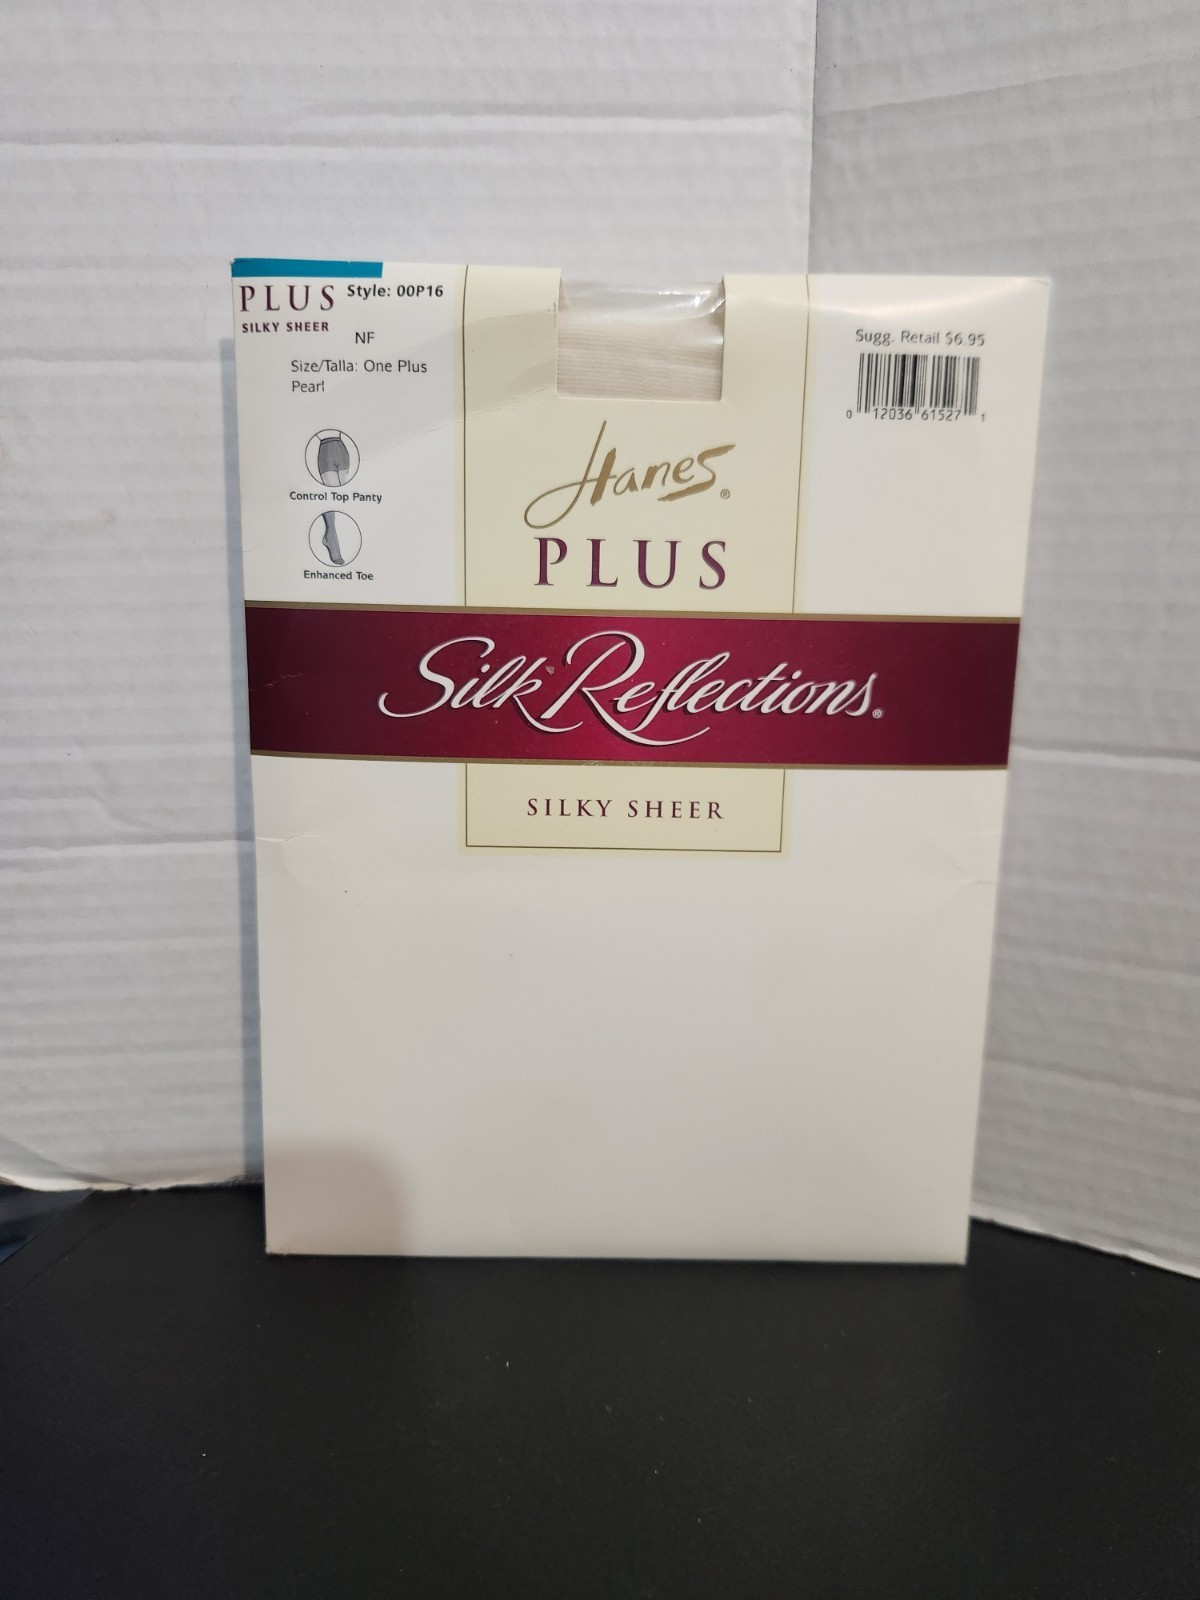 PLUS Style: 00P16
SILKY SHEER
NF
Size/Talla: One Plus
Pearl
Control Top Panty
Enhanced Toe
Sugg. Retail $6.95
0 12036 61527 1
Hanes®
PLUS
Silk Reflections®
SILKY SHEER